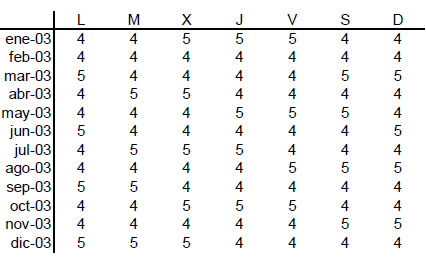 L M X J V S D
ene-03 4 4 5 5 5 4 4
feb-03 4 4 4 4 4 4 4
mar-03 5 4 4 4 4 5 5
abr-03 4 5 5 4 4 4 4
may-03 4 4 4 5 5 5 4
jun-03 5 4 4 4 4 4 5
jul-03 4 5 5 5 4 4 4
ago-03 4 4 4 4 5 5 5
sep-03 5 5 4 4 4 4 4
oct-03 4 4 5 5 5 4 4
nov-03 4 4 4 4 4 5 5
dic-03 5 5 5 4 4 4 4